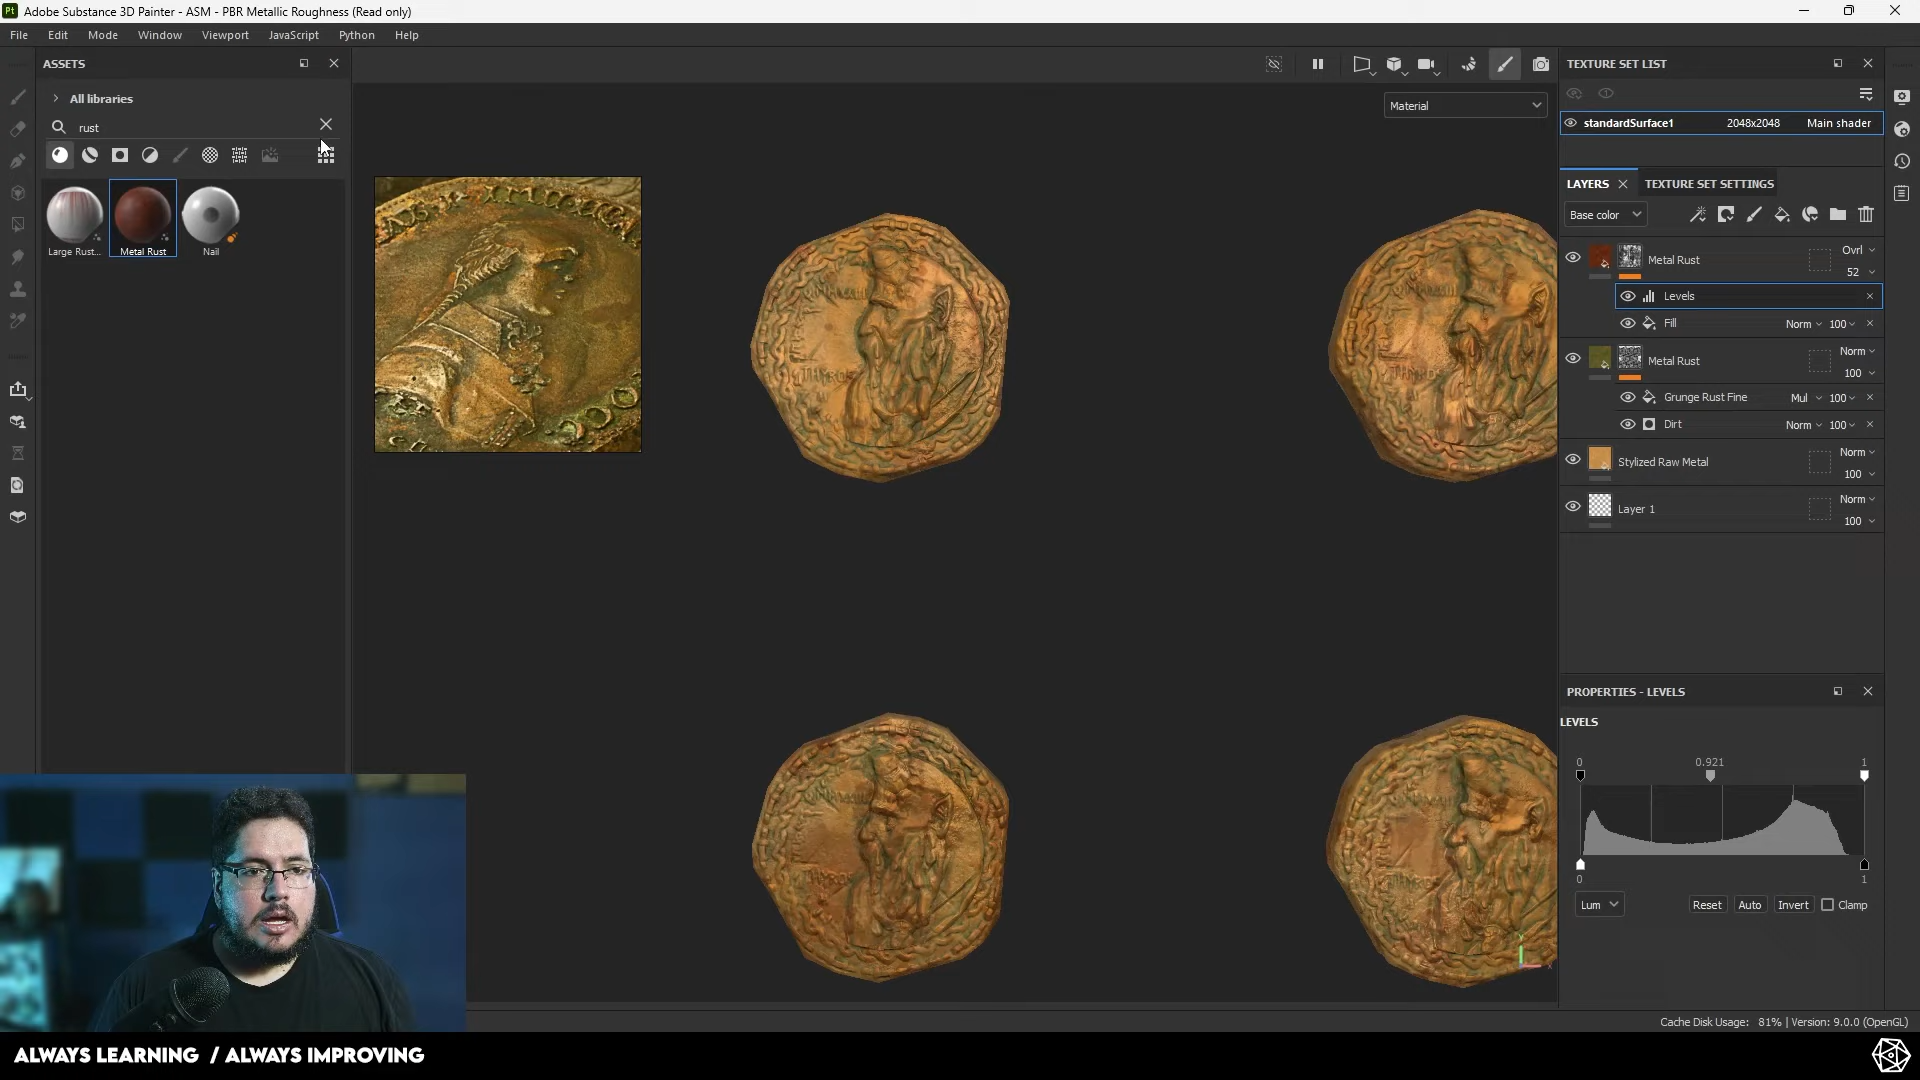 Pt Adobe Substance 3D Painter - ASM - PBR Metallic Roughness (Read only)
File Edit Mode Window Viewport JavaScript Python Help
ASSETS
All libraries
rust
Large Rust...
Metal Rust
Nail
Material
TEXTURE SET LIST
standardSurface1 2048x2048 Main shader
LAYERS
TEXTURE SET SETTINGS
Base color
Metal Rust
Ovrl
52
Levels
Fill Norm 100
Metal Rust
Norm
100
Grunge Rust Fine Mul 100
Dirt Norm 100
Stylized Raw Metal
Norm
100
Layer 1
Norm
100
PROPERTIES - LEVELS
LEVELS
0 0.921 1
0 1
Lum Reset Auto Invert Clamp
Cache Disk Usage: 81% | Version: 9.0.0 (OpenGL)
ALWAYS LEARNING / ALWAYS IMPROVING